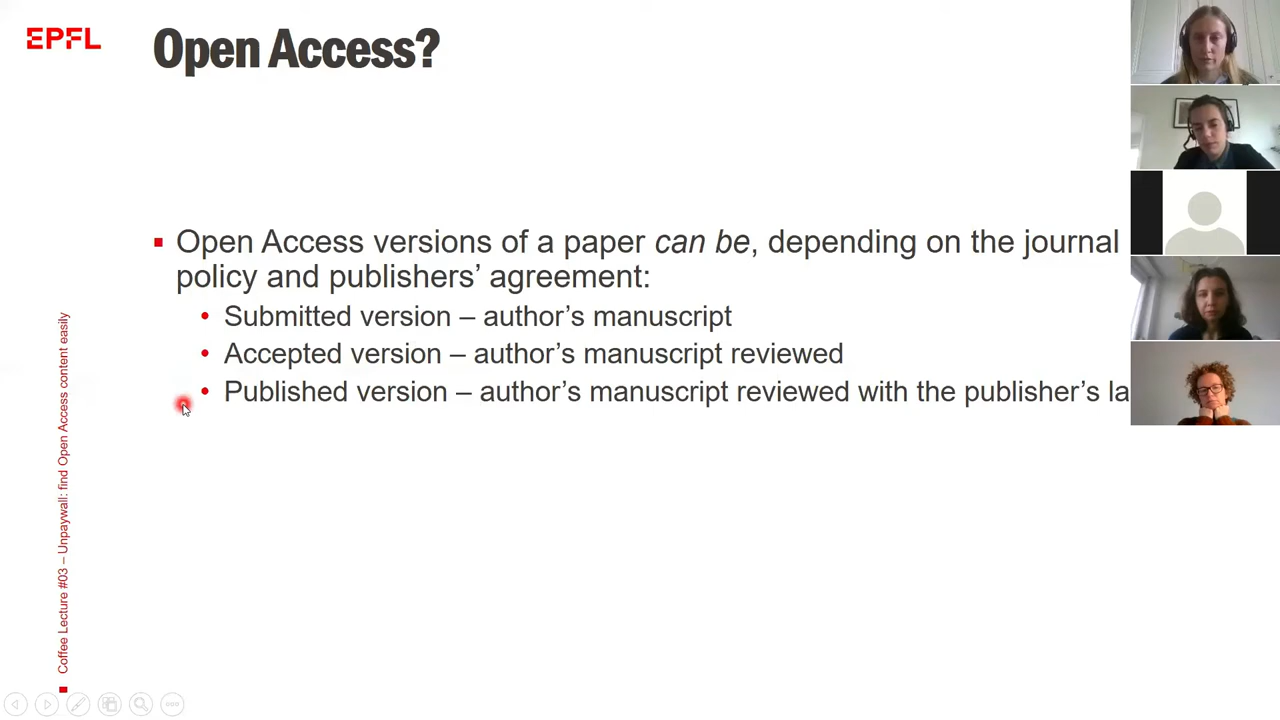 EPFL
Open Access?
Open Access versions of a paper can be, depending on the journal
policy and publishers’ agreement:
Submitted version – author’s manuscript
Accepted version – author’s manuscript reviewed
Published version – author’s manuscript reviewed with the publisher’s la
Coffee Lecture #03 – Unpaywall: find Open Access content easily